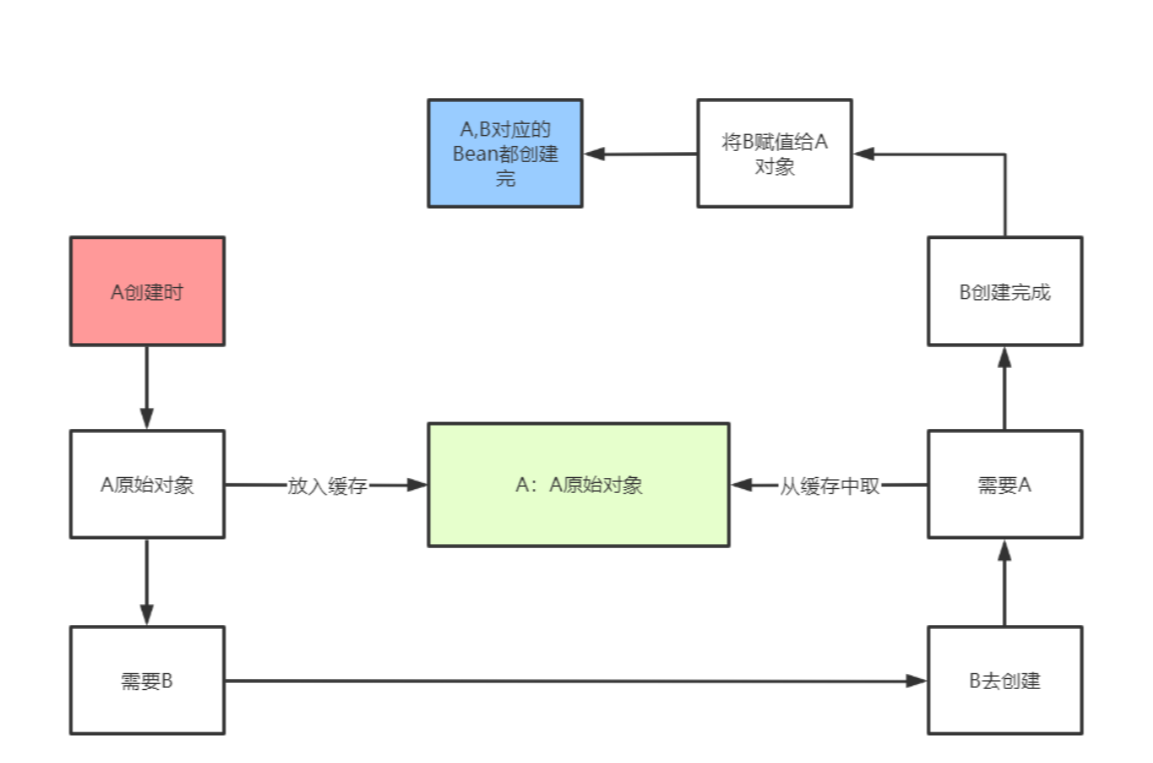 A,B对应的
Bean都创建
完
将B赋值给A
对象
A创建时
B创建完成
A原始对象
放入缓存
A：A原始对象
从缓存中取
需要A
需要B
B去创建